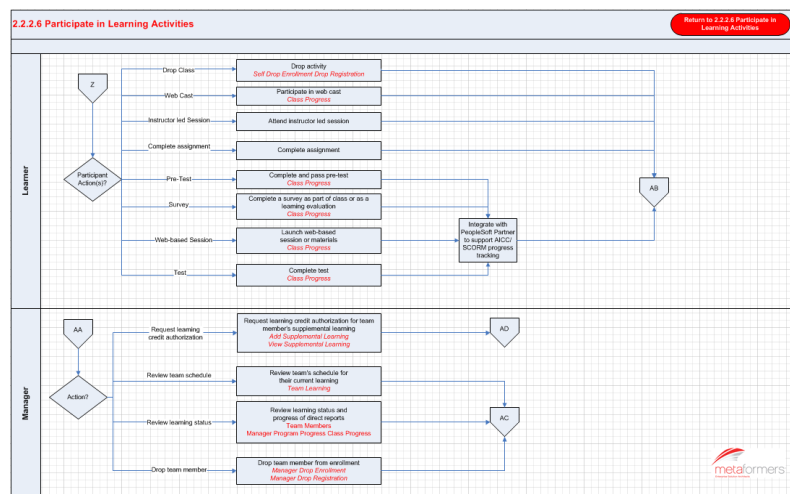 2.2.2.6 Participate in Learning Activities
Return to 2.2.2.6 Participate in
Learning Activities
Learner
Z
Participant
Action(s)?
Drop Class
Drop activity
Self Drop Enrollment Drop Registration
Web Cast
Participate in web cast
Class Progress
Instructor led Session
Attend instructor led session
Complete assignment
Complete assignment
Pre-Test
Complete and pass pre-test
Class Progress
Survey
Complete a survey as part of class or as a
learning evaluation
Class Progress
Web-based Session
Launch web-based
session or materials
Class Progress
Test
Complete test
Class Progress
Integrate with
PeopleSoft Partner
to support AICC/
SCORM progress
tracking
AB
Manager
AA
Action?
Request learning
credit authorization
Request learning credit authorization for team
member's supplemental learning
Add Supplemental Learning
View Supplemental Learning
AD
Review team schedule
Review team's schedule for
their current learning
Team Learning
Review learning status
Review learning status and
progress of direct reports
Team Members
Manager Program Progress Class Progress
AC
Drop team member
Drop team member from enrollment
Manager Drop Enrollment
Manager Drop Registration
metaformers